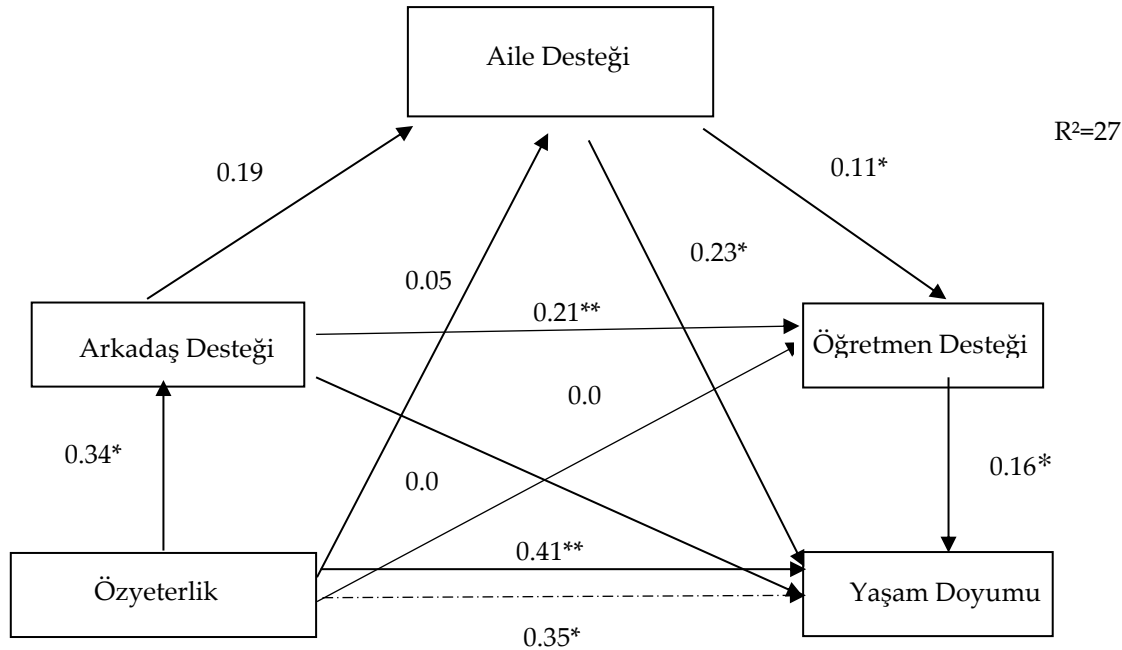 Aile Desteği
R²=27
0.19
0.11*
0.05
0.23*
0.21**
Arkadaş Desteği
Öğretmen Desteği
0.0
0.34*
0.0
0.16*
0.41**
Özyeterlik
Yaşam Doyumu
0.35*